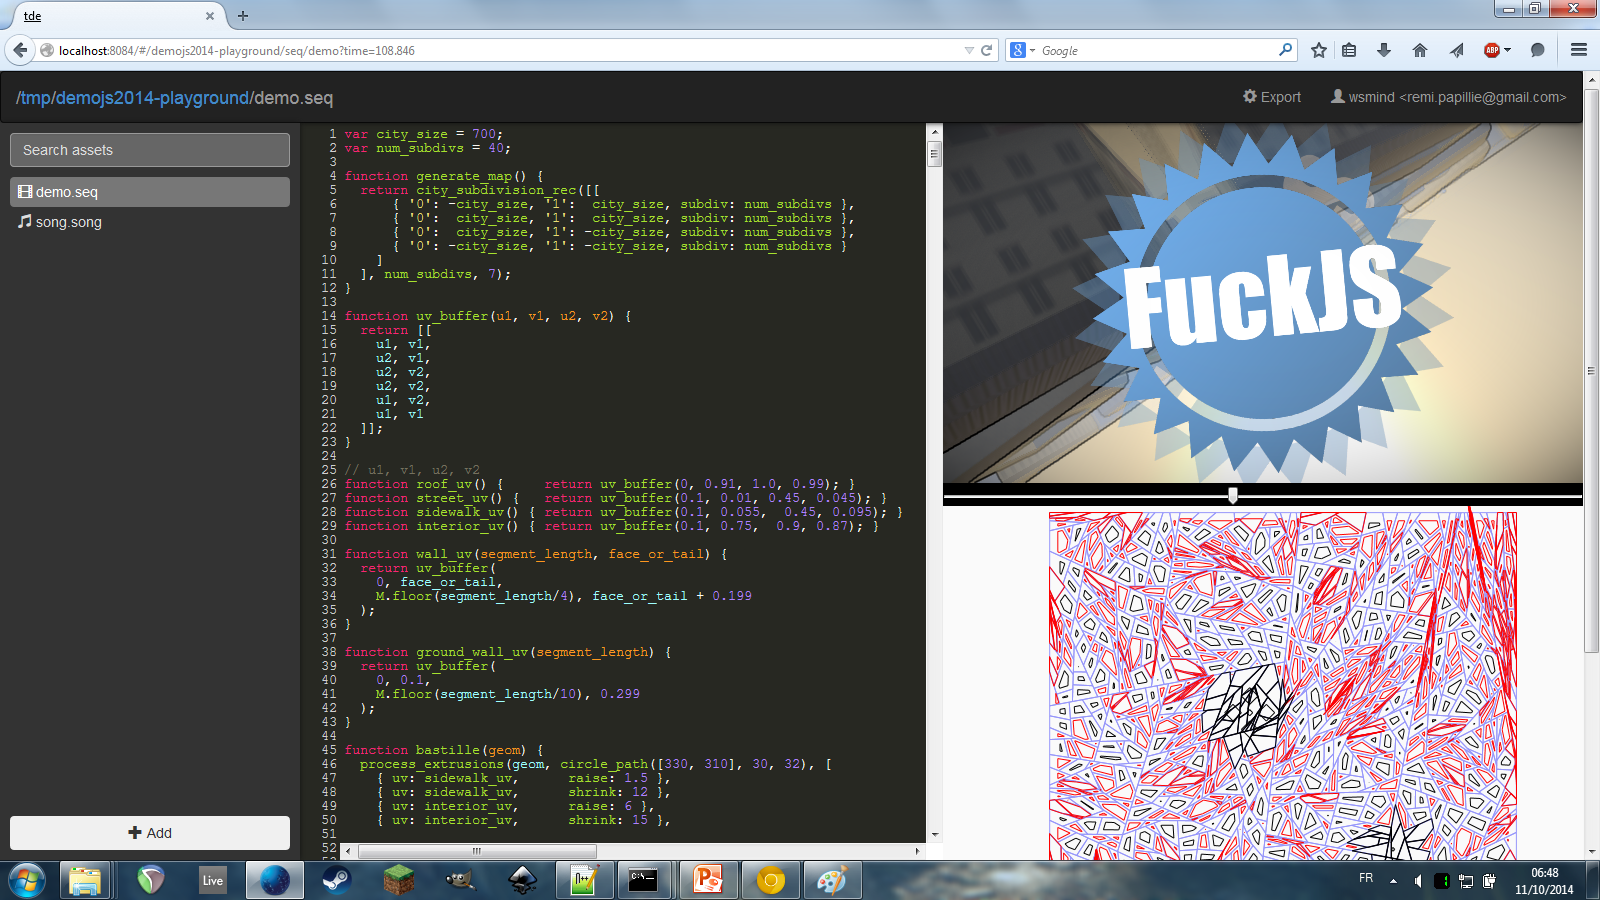 tde
localhost:8084/#/demojs2014-playground/seq/demo?time=108.846
Google
ABP
/tmp/demojs2014-playground/demo.seq
Export
wsmind <remi.papillie@gmail.com>
Search assets
demo.seq
song.song
Add
1 var city_size = 700;
2 var num_subdivs = 40;
3
4 function generate_map() {
5 return city_subdivision_rec([[
6 { '0': -city_size, '1':  city_size, subdiv: num_subdivs },
7 { '0':  city_size, '1':  city_size, subdiv: num_subdivs },
8 { '0':  city_size, '1': -city_size, subdiv: num_subdivs },
9 { '0': -city_size, '1': -city_size, subdiv: num_subdivs }
10 ]
11 ], num_subdivs, 7);
12 }
13
14 function uv_buffer(u1, v1, u2, v2) {
15 return [[
16 u1, v1,
17 u2, v1,
18 u2, v2,
19 u2, v2,
20 u1, v2,
21 u1, v1
22 ]];
23 }
24
25 // u1, v1, u2, v2
26 function roof_uv() {     return uv_buffer(0, 0.91, 1.0, 0.99); }
27 function street_uv() {   return uv_buffer(0.1, 0.01, 0.45, 0.045); }
28 function sidewalk_uv() { return uv_buffer(0.1, 0.055,  0.45, 0.095); }
29 function interior_uv() { return uv_buffer(0.1, 0.75,  0.9, 0.87); }
30
31 function wall_uv(segment_length, face_or_tail) {
32 return uv_buffer(
33 0, face_or_tail,
34 M.floor(segment_length/4), face_or_tail + 0.199
35 );
36 }
37
38 function ground_wall_uv(segment_length) {
39 return uv_buffer(
40 0, 0.1,
41 M.floor(segment_length/10), 0.299
42 );
43 }
44
45 function bastille(geom) {
46 process_extrusions(geom, circle_path([330, 310], 30, 32), [
47 { uv: sidewalk_uv,      raise: 1.5 },
48 { uv: sidewalk_uv,      shrink: 12 },
49 { uv: interior_uv,      raise: 6 },
50 { uv: interior_uv,      shrink: 15 },
51
52
FuckJS
Live
FR
06:48
11/10/2014